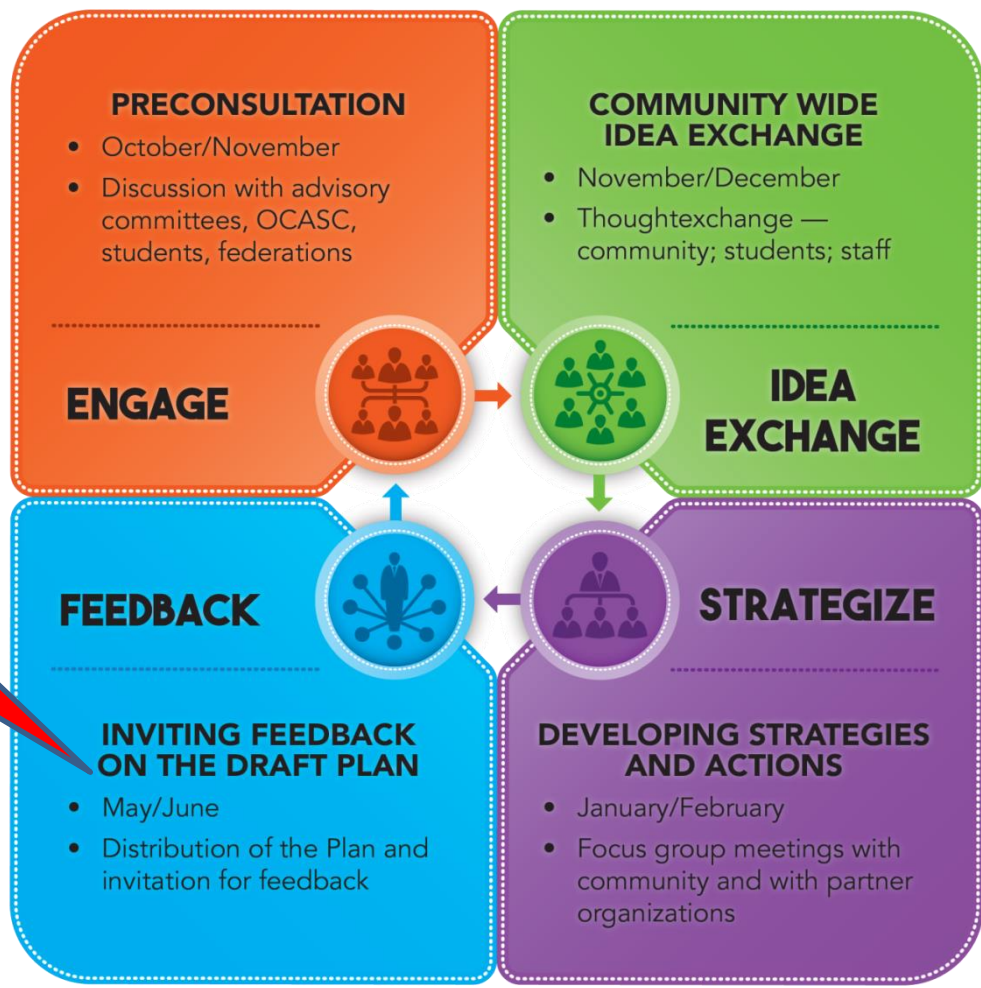 PRECONSULTATION
• October/November
• Discussion with advisory
committees, OCASC,
students, federations
ENGAGE
COMMUNITY WIDE
IDEA EXCHANGE
• November/December
• Thoughtexchange —
community; students; staff
IDEA
EXCHANGE
FEEDBACK
INVITING FEEDBACK
ON THE DRAFT PLAN
• May/June
• Distribution of the Plan and
invitation for feedback
STRATEGIZE
DEVELOPING STRATEGIES
AND ACTIONS
• January/February
• Focus group meetings with
community and with partner
organizations